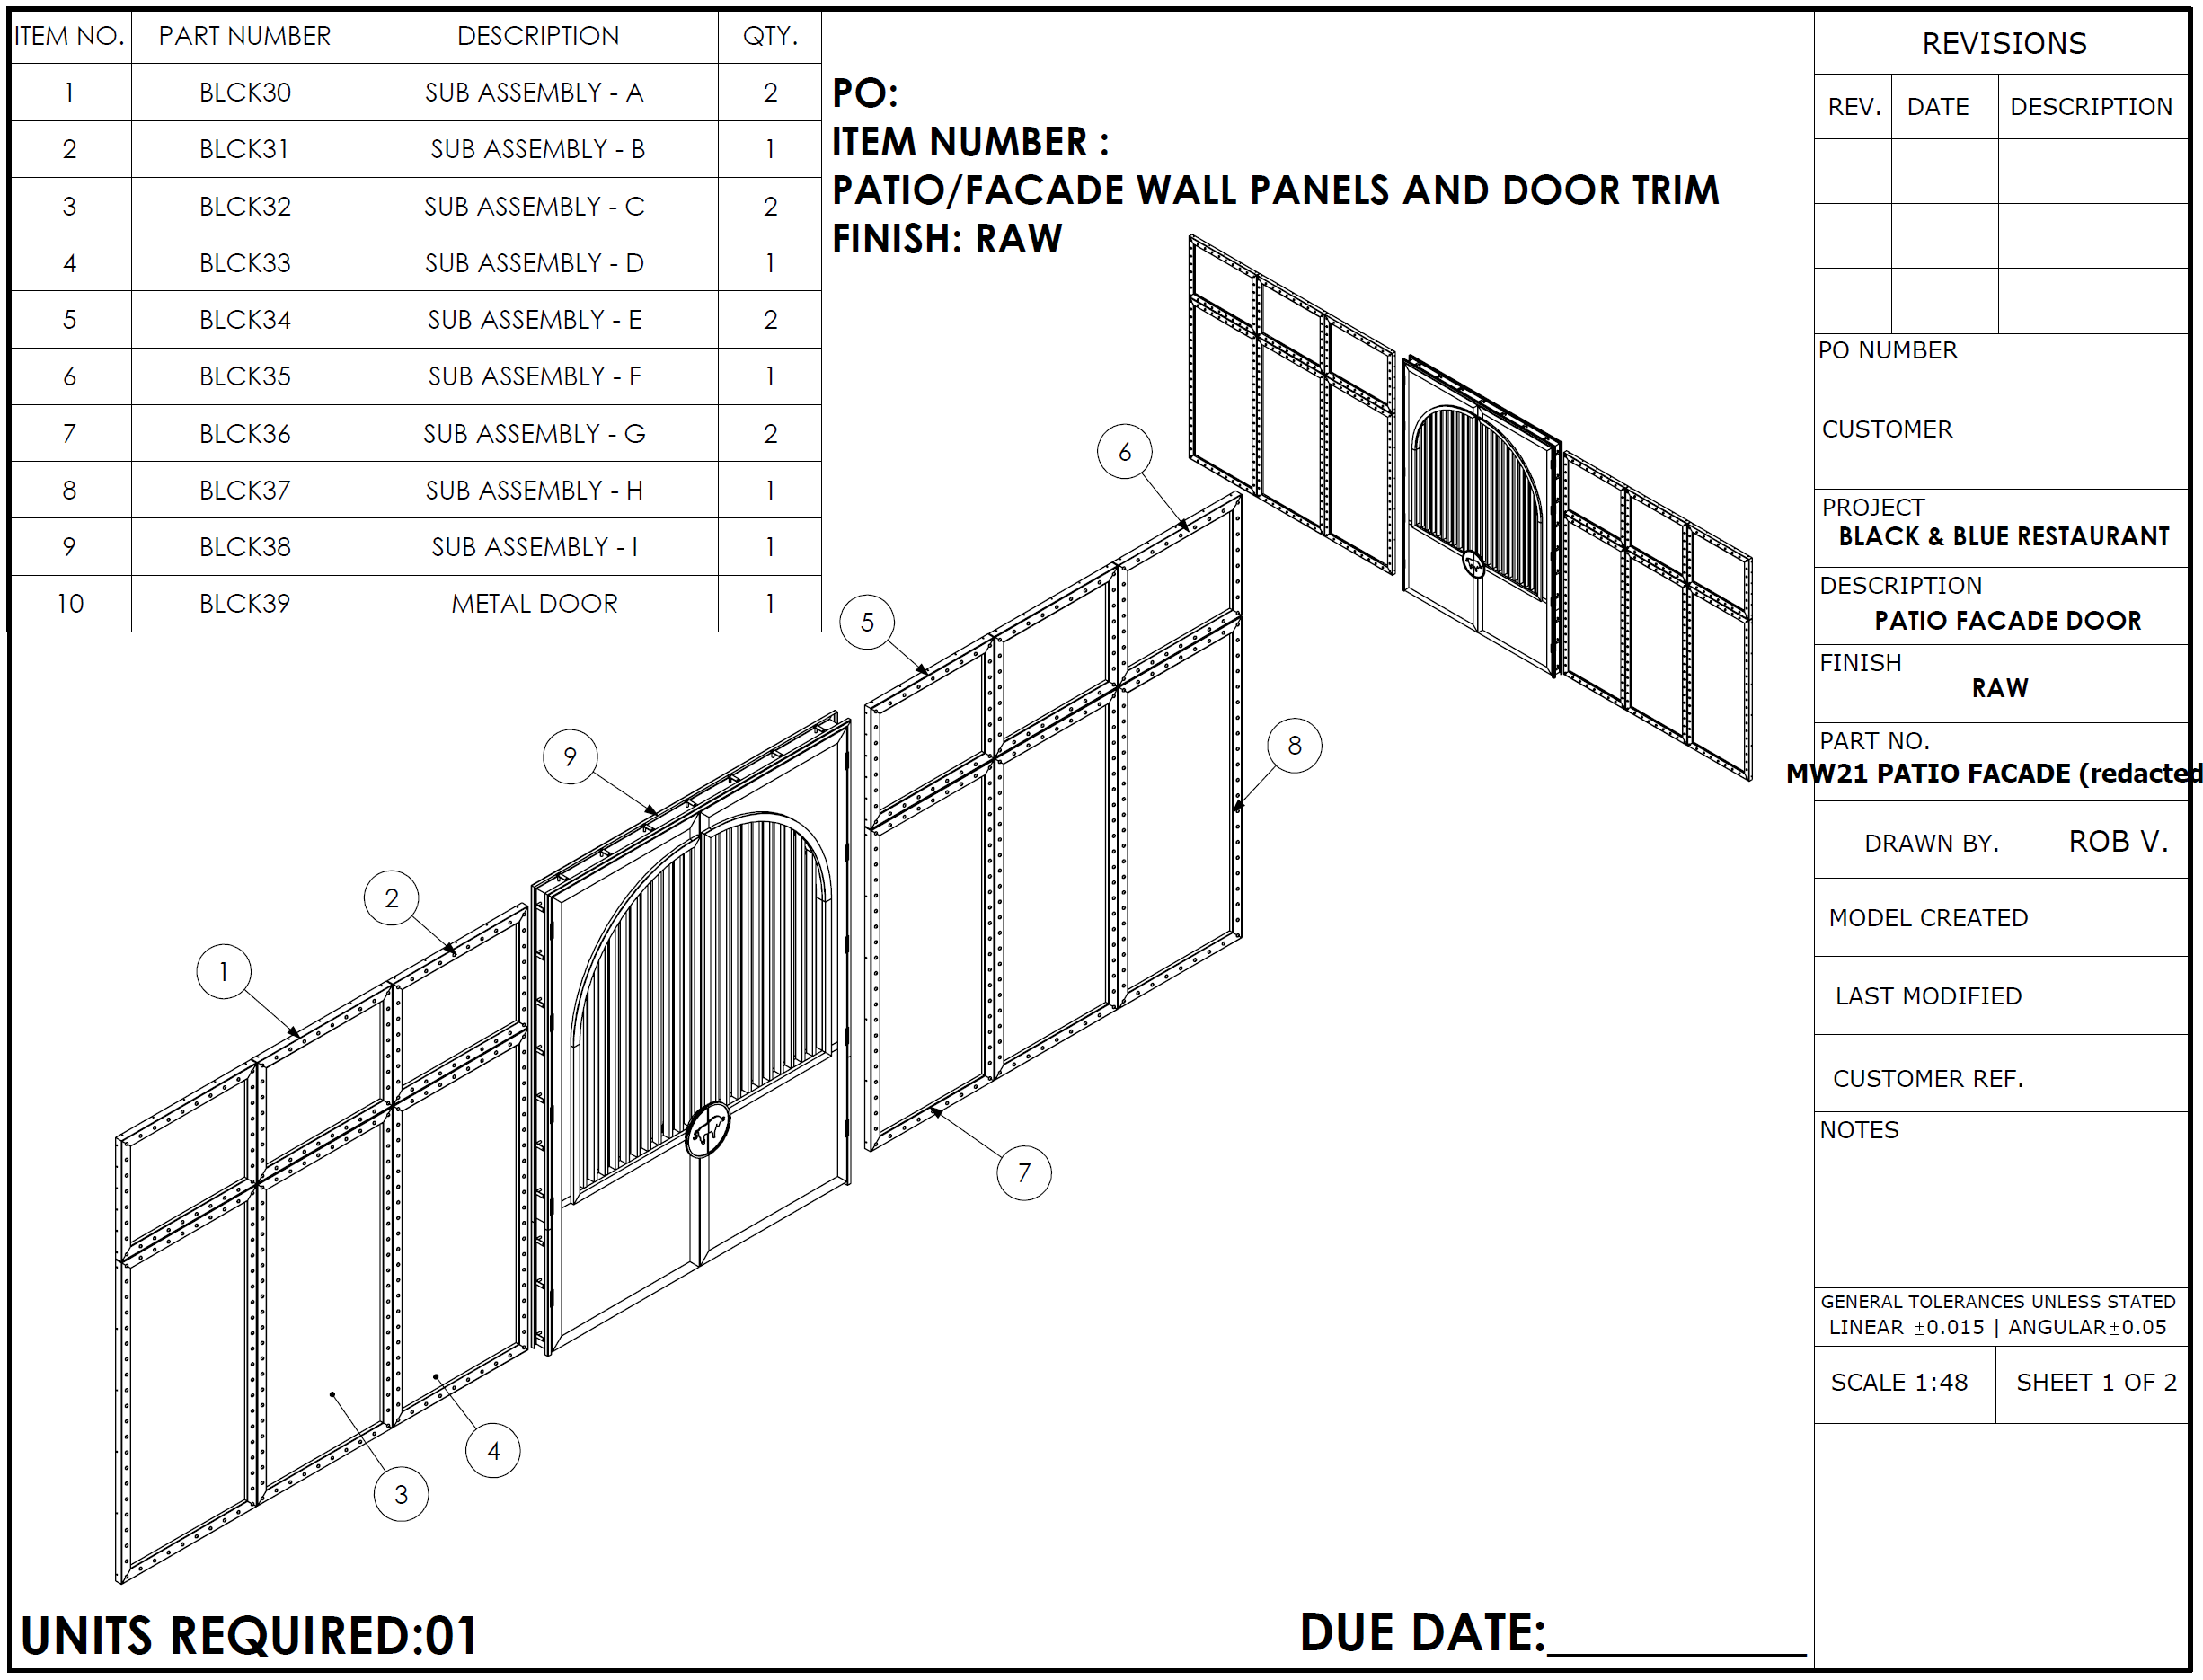 ITEM NO. PART NUMBER DESCRIPTION QTY.
1 BLCK30 SUB ASSEMBLY - A 2
2 BLCK31 SUB ASSEMBLY - B 1
3 BLCK32 SUB ASSEMBLY - C 2
4 BLCK33 SUB ASSEMBLY - D 1
5 BLCK34 SUB ASSEMBLY - E 2
6 BLCK35 SUB ASSEMBLY - F 1
7 BLCK36 SUB ASSEMBLY - G 2
8 BLCK37 SUB ASSEMBLY - H 1
9 BLCK38 SUB ASSEMBLY - I 1
10 BLCK39 METAL DOOR 1
PO:
ITEM NUMBER :
PATIO/FACADE WALL PANELS AND DOOR TRIM
FINISH: RAW
6
5
9
8
2
1
7
4
3
UNITS REQUIRED:01
DUE DATE:___________
REVISIONS
REV. DATE DESCRIPTION
PO NUMBER
CUSTOMER
PROJECT
BLACK & BLUE RESTAURANT
DESCRIPTION
PATIO FACADE DOOR
FINISH
RAW
PART NO.
MW21 PATIO FACADE (redacted
DRAWN BY. ROB V.
MODEL CREATED
LAST MODIFIED
CUSTOMER REF.
NOTES
GENERAL TOLERANCES UNLESS STATED
LINEAR ±0.015 | ANGULAR±0.05
SCALE 1:48 SHEET 1 OF 2